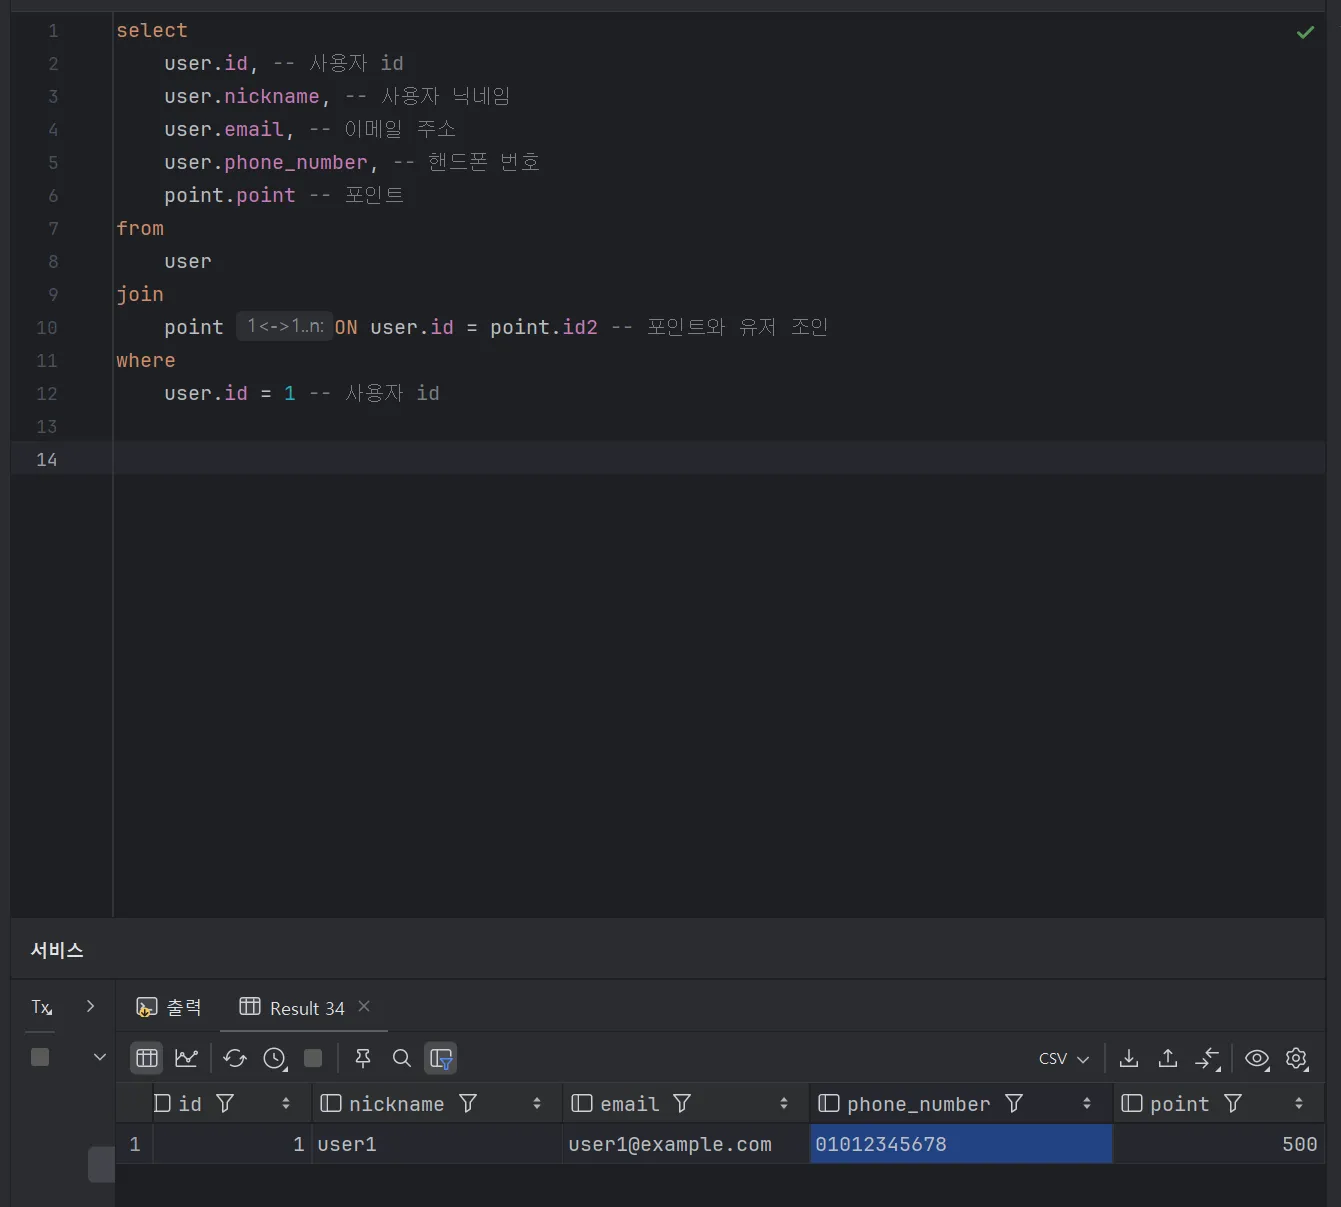 1 select
2 user.id, -- 사용자 id
3 user.nickname, -- 사용자 닉네임
4 user.email, -- 이메일 주소
5 user.phone_number, -- 핸드폰 번호
6 point.point -- 포인트
7 from
8 user
9 join
10 point 1<->1..n: ON user.id = point.id2 -- 포인트와 유저 조인
11 where
12 user.id = 1 -- 사용자 id
13
14
서비스
Tx 출력 Result 34
CSV
id nickname email phone_number point
1 1 user1 user1@example.com 01012345678 500